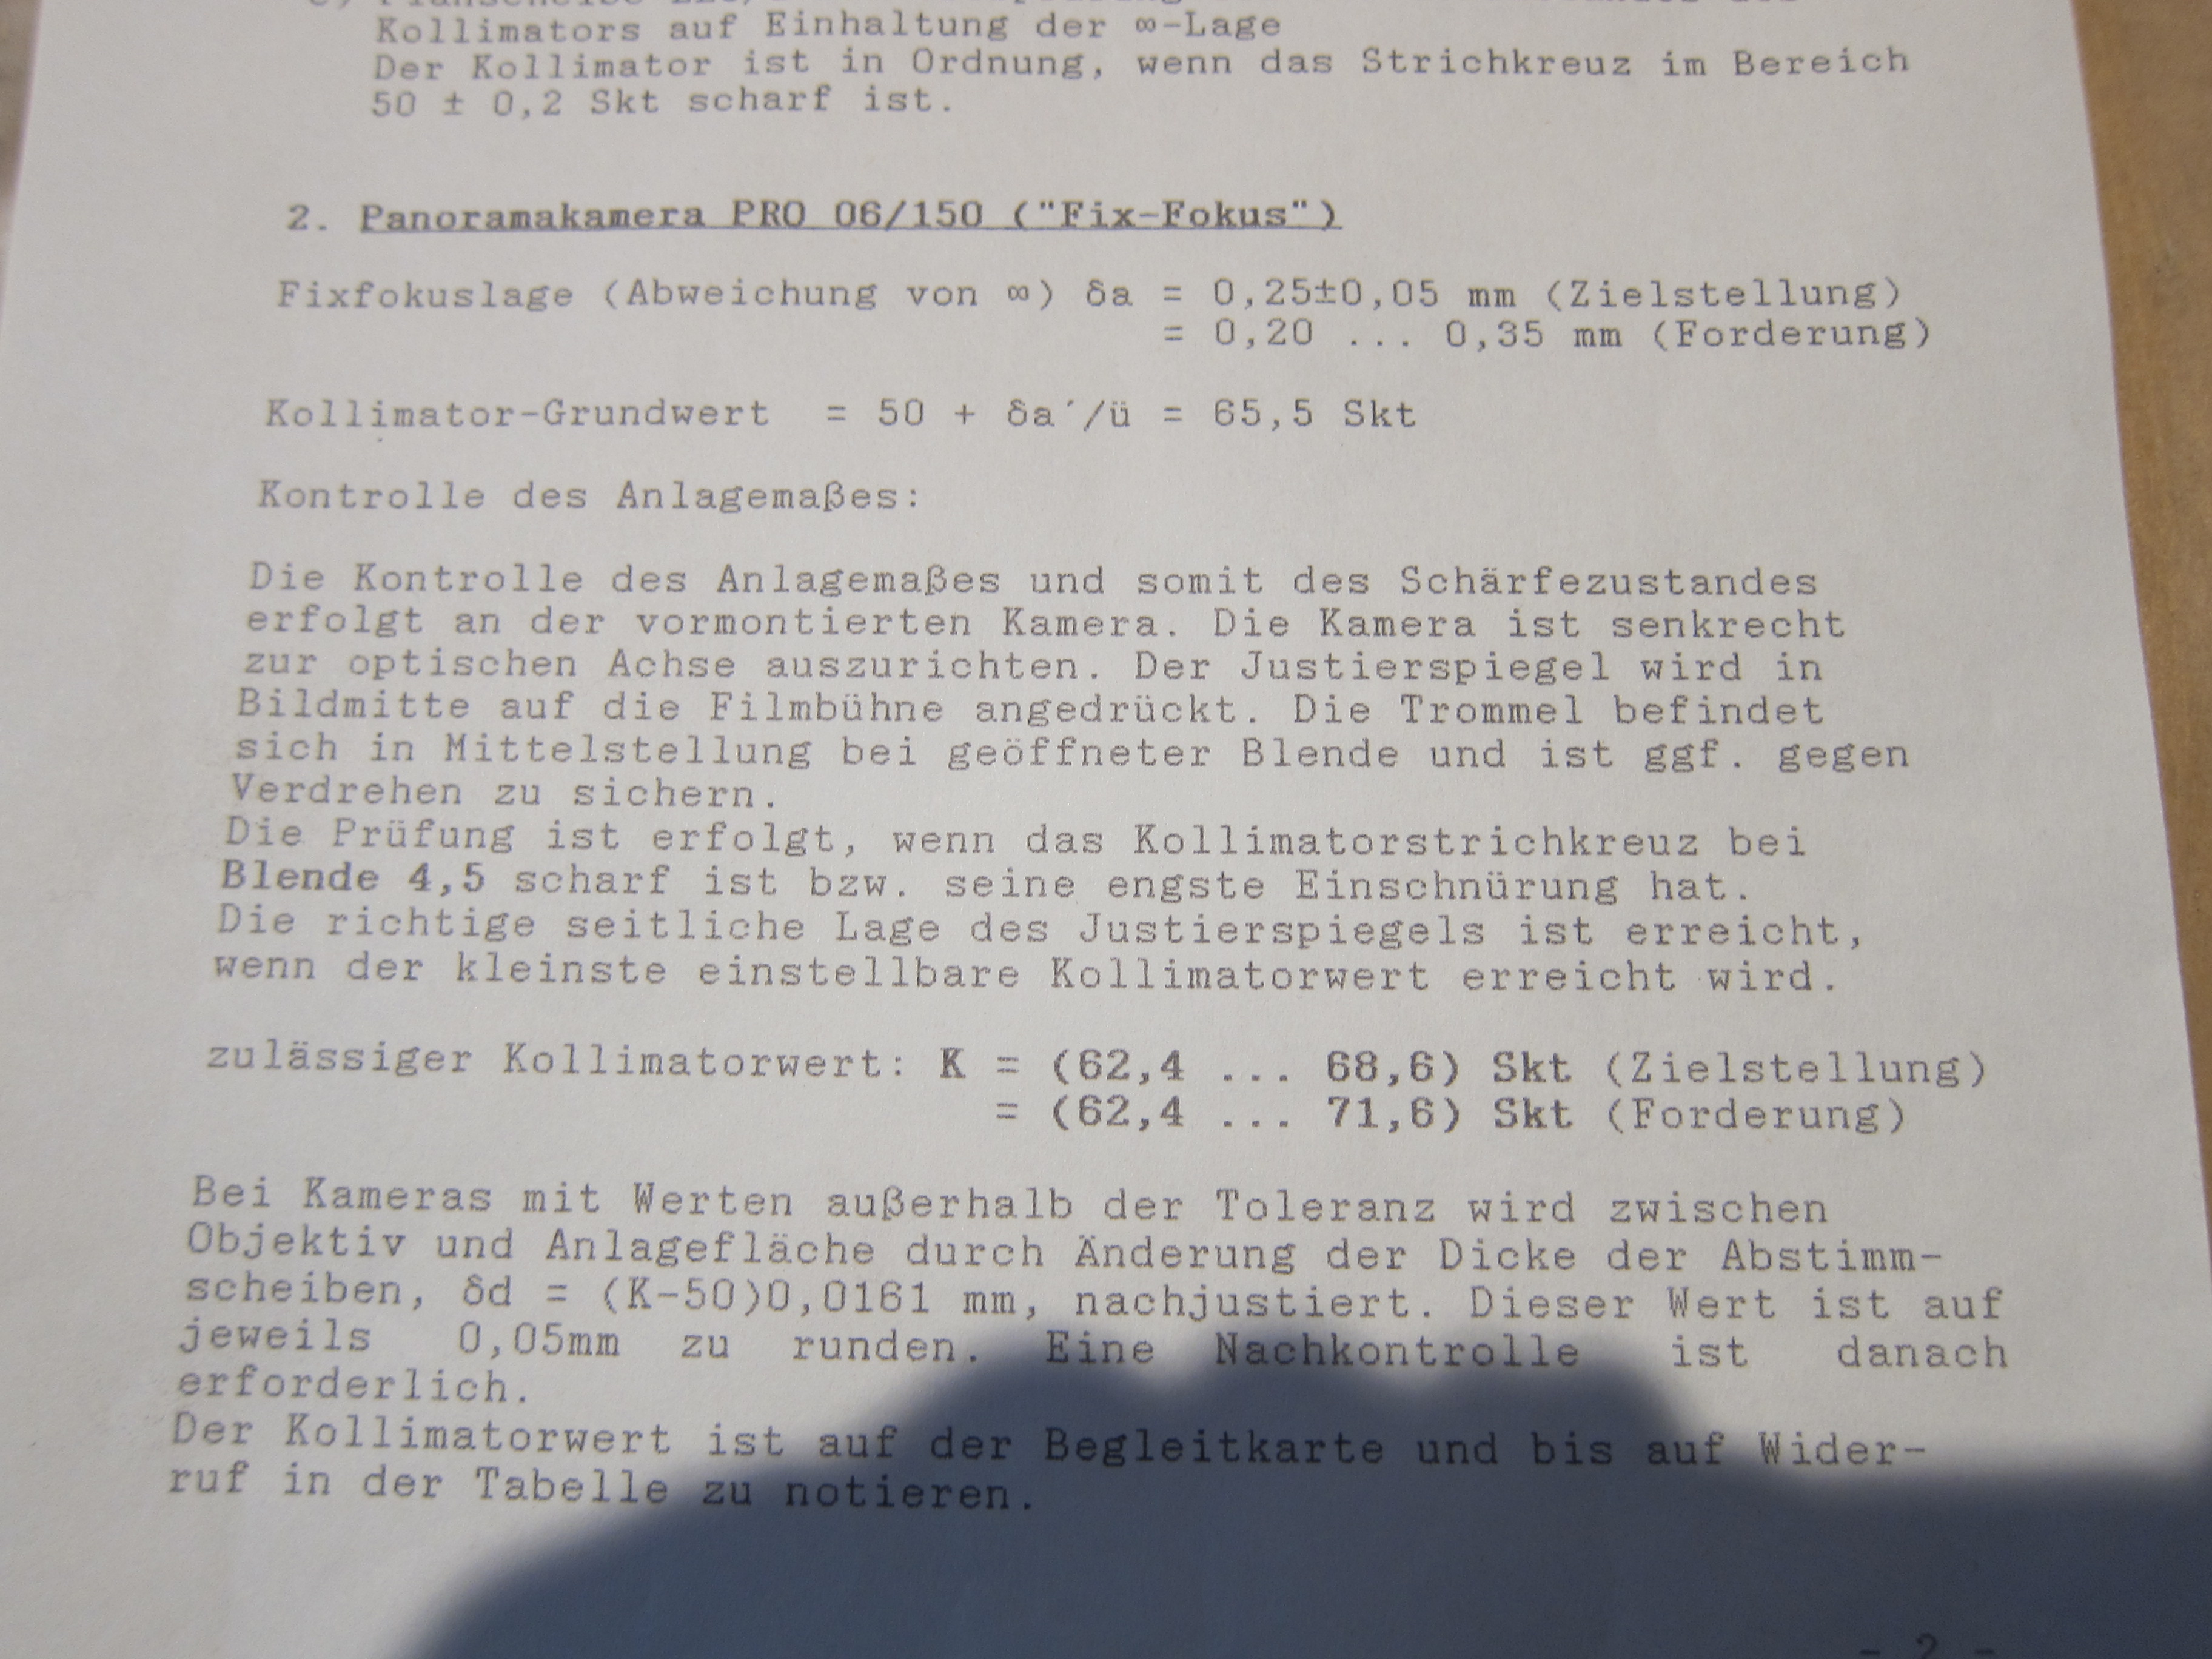 Kollimators auf Einhaltung der ∞-Lage
Der Kollimator ist in Ordnung, wenn das Strichkreuz im Bereich
50 ± 0,2 Skt scharf ist.
2. Panoramakamera PRO 06/150 ("Fix-Fokus")
Fixfokuslage (Abweichung von ∞) δa = 0,25±0,05 mm (Zielstellung)
= 0,20 ... 0,35 mm (Forderung)
Kollimator-Grundwert = 50 + δa´/ü = 65,5 Skt
Kontrolle des Anlagemaßes:
Die Kontrolle des Anlagemaßes und somit des Schärfezustandes
erfolgt an der vormontierten Kamera. Die Kamera ist senkrecht
zur optischen Achse auszurichten. Der Justierspiegel wird in
Bildmitte auf die Filmbühne angedrückt. Die Trommel befindet
sich in Mittelstellung bei geöffneter Blende und ist ggf. gegen
Verdrehen zu sichern.
Die Prüfung ist erfolgt, wenn das Kollimatorstrichkreuz bei
Blende 4,5 scharf ist bzw. seine engste Einschnürung hat.
Die richtige seitliche Lage des Justierspiegels ist erreicht,
wenn der kleinste einstellbare Kollimatorwert erreicht wird.
zulässiger Kollimatorwert: K = (62,4 ... 68,6) Skt (Zielstellung)
= (62,4 ... 71,6) Skt (Forderung)
Bei Kameras mit Werten außerhalb der Toleranz wird zwischen
Objektiv und Anlagefläche durch Änderung der Dicke der Abstimm-
scheiben, δd = (K-50)0,0161 mm, nachjustiert. Dieser Wert ist auf
jeweils 0,05mm zu runden. Eine Nachkontrolle ist danach
erforderlich.
Der Kollimatorwert ist auf der Begleitkarte und bis auf Wider-
ruf in der Tabelle zu notieren.
- 2 -